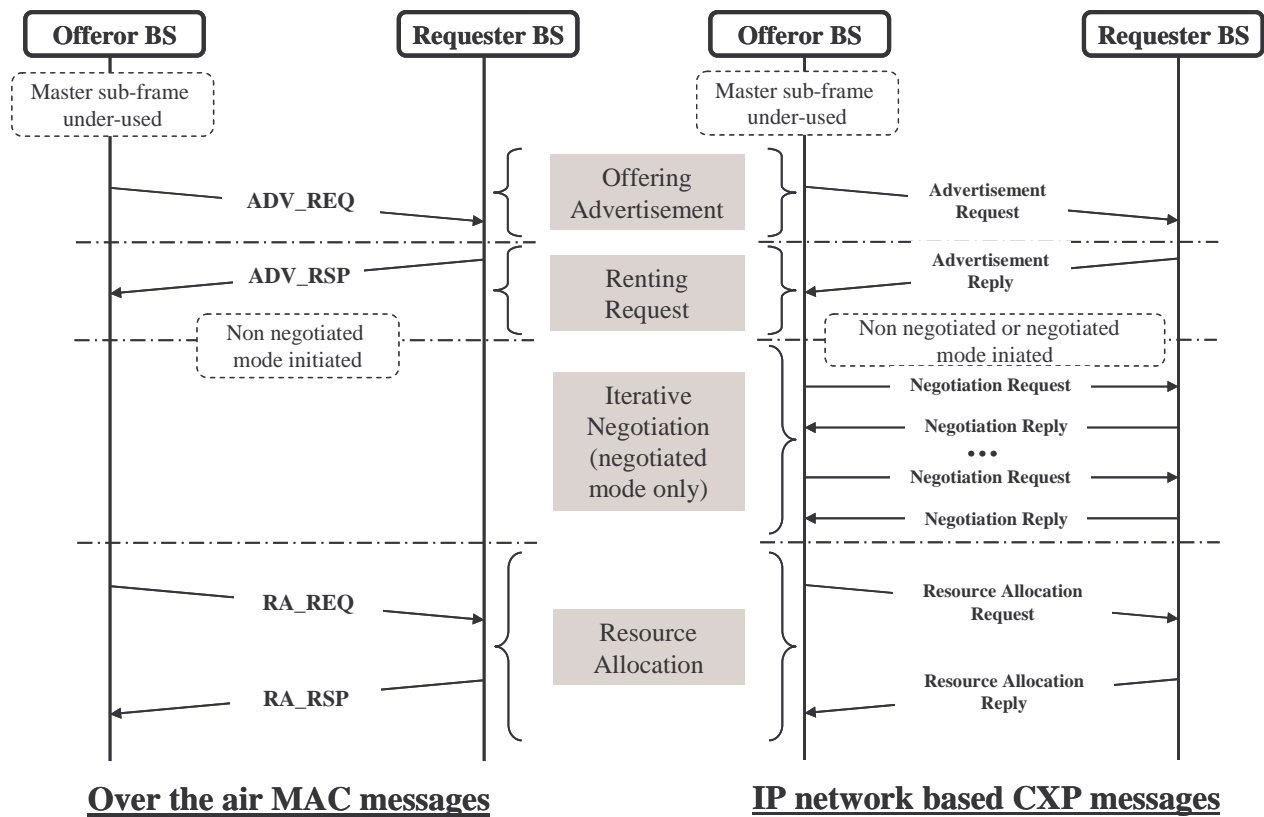 Offeror BS
Requester BS
Offeror BS
Requester BS
Master sub-frame
under-used
Master sub-frame
under-used
Offering
Advertisement
ADV_REQ
Advertisement
Request
ADV_RSP
Renting
Request
Advertisement
Reply
Non negotiated
mode initiated
Non negotiated or negotiated
mode iniated
Iterative
Negotiation
(negotiated
mode only)
Negotiation Request
Negotiation Reply
•••
Negotiation Request
Negotiation Reply
RA_REQ
Resource
Allocation
Resource Allocation
Request
RA_RSP
Resource Allocation
Reply
Over the air MAC messages
IP network based CXP messages